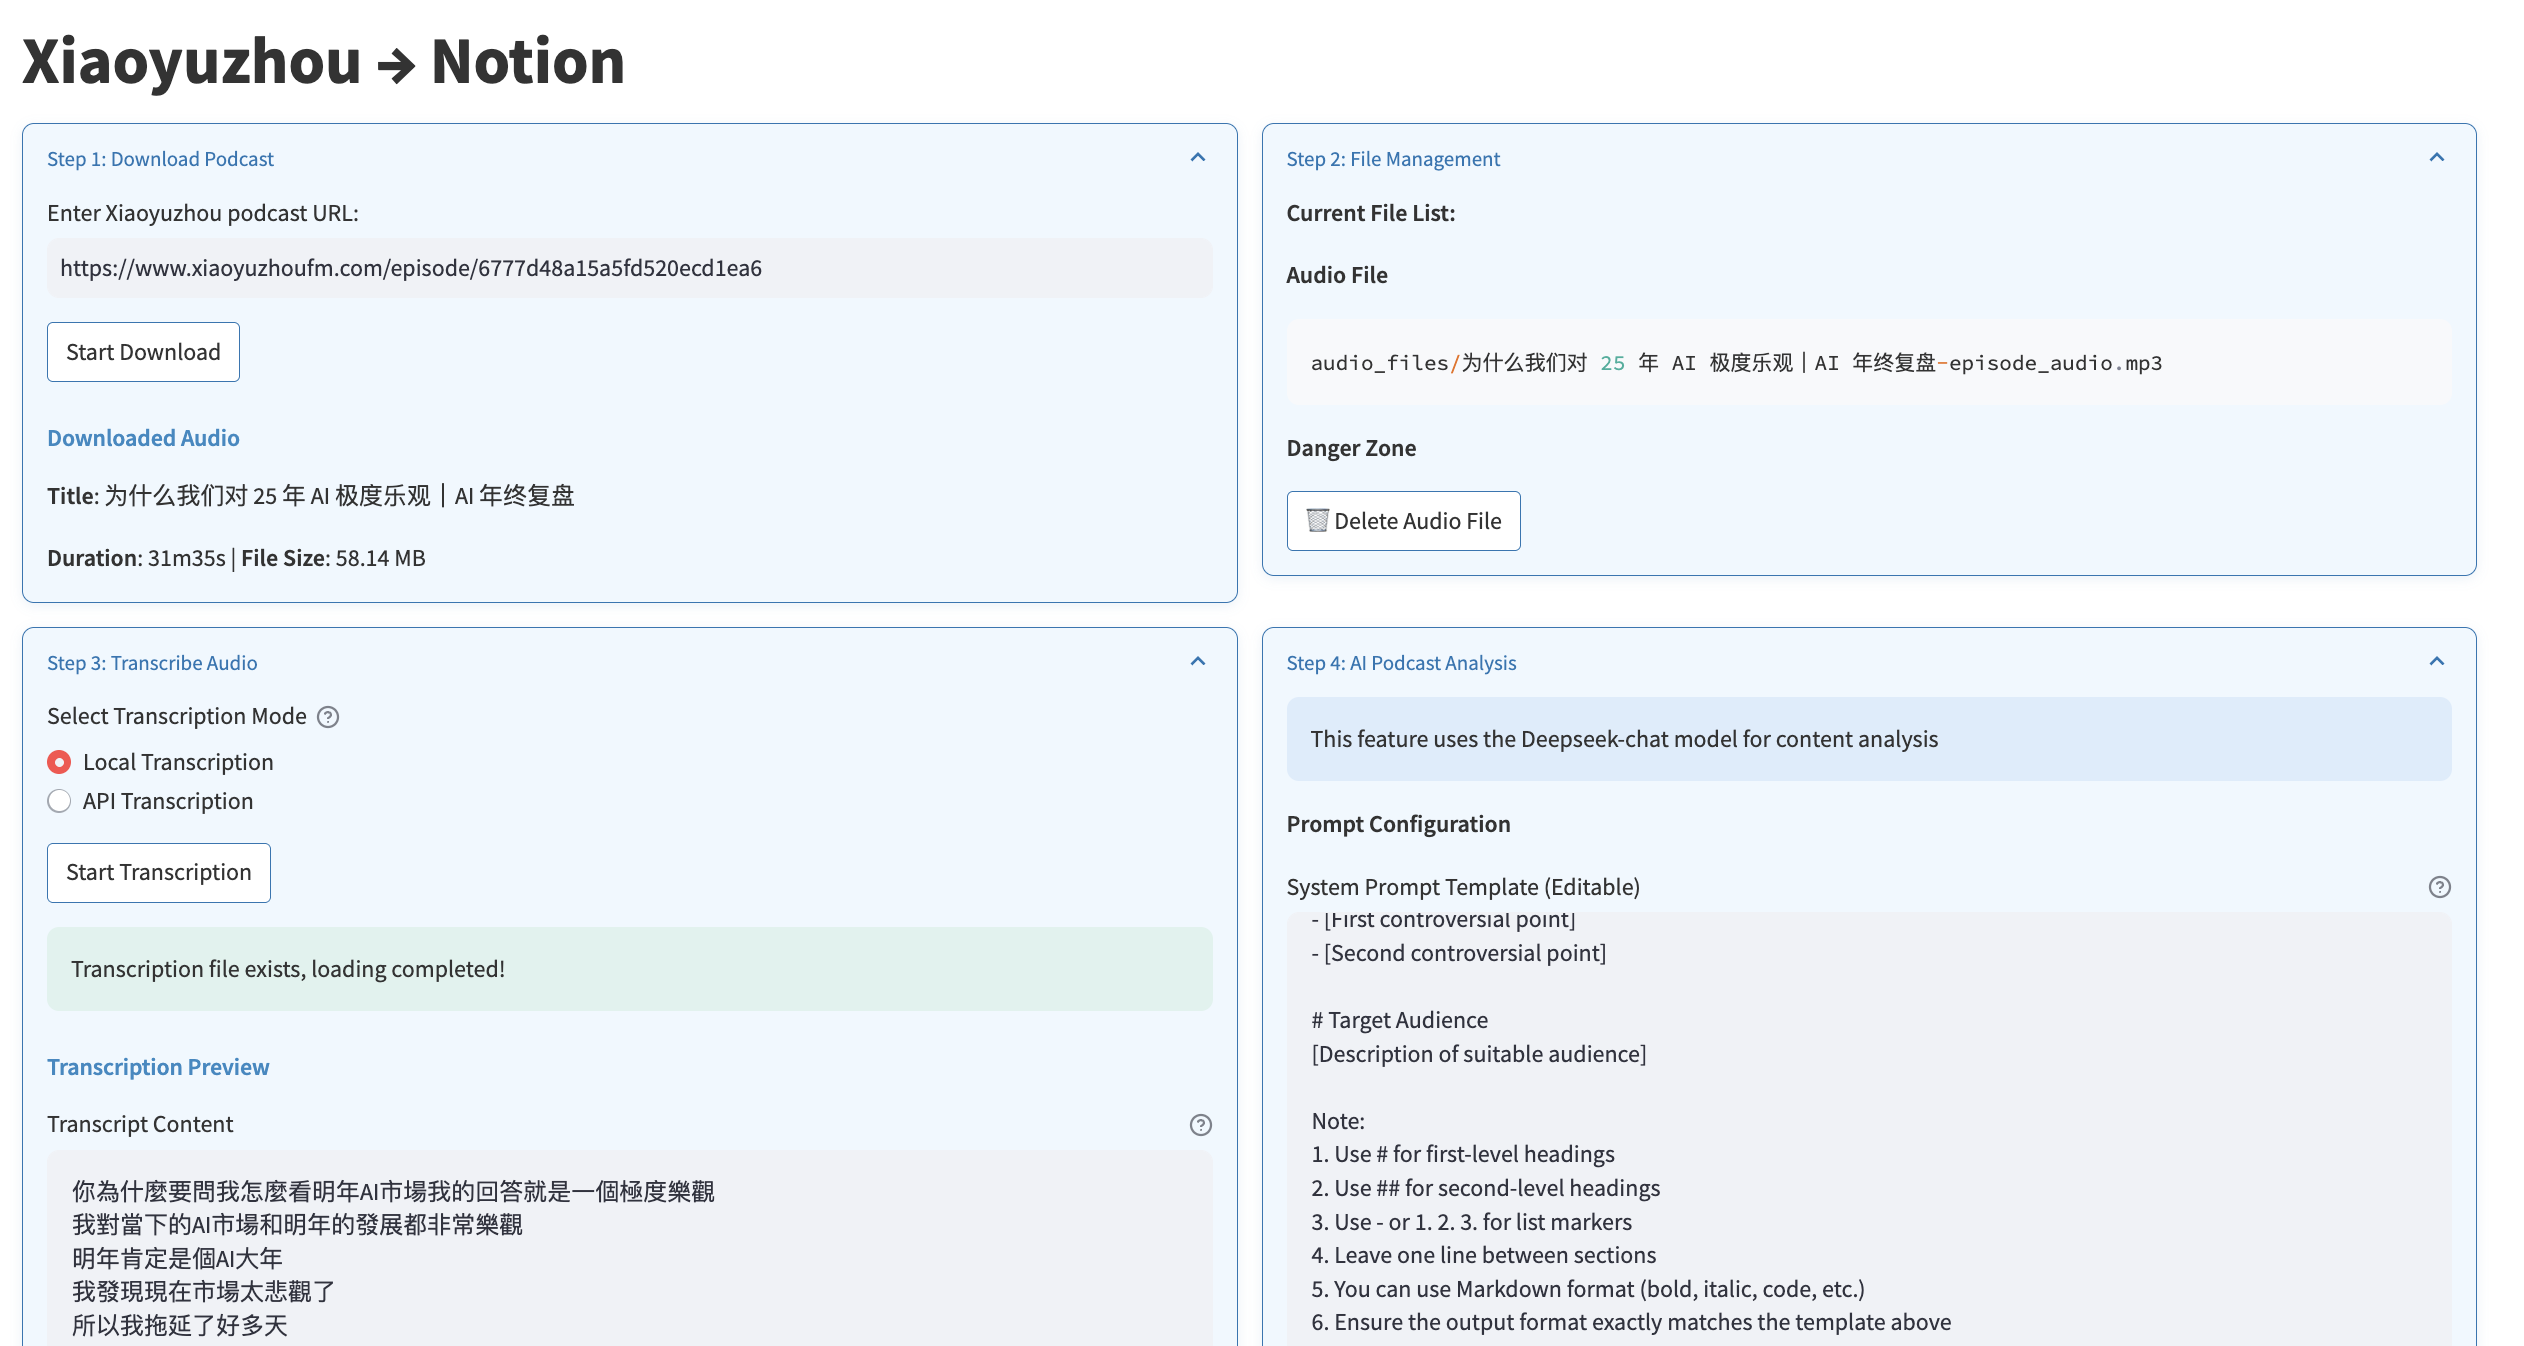 Xiaoyuzhou → Notion
Step 1: Download Podcast
Enter Xiaoyuzhou podcast URL:
https://www.xiaoyuzhoufm.com/episode/6777d48a15a5fd520ecd1ea6
Start Download
Downloaded Audio
Title: 为什么我们对 25 年 AI 极度乐观｜AI 年终复盘
Duration: 31m35s | File Size: 58.14 MB
Step 2: File Management
Current File List:
Audio File
audio_files/为什么我们对 25 年 AI 极度乐观｜AI 年终复盘-episode_audio.mp3
Danger Zone
🗑️ Delete Audio File
Step 3: Transcribe Audio
Select Transcription Mode
Local Transcription
API Transcription
Start Transcription
Transcription file exists, loading completed!
Transcription Preview
Transcript Content
你為什麼要問我怎麼看明年AI市場我的回答就是一個極度樂觀
我對當下的AI市場和明年的發展都非常樂觀
明年肯定是個AI大年
我發現現在市場太悲觀了
所以我拖延了好多天
Step 4: AI Podcast Analysis
This feature uses the Deepseek-chat model for content analysis
Prompt Configuration
System Prompt Template (Editable)
- [First controversial point]
- [Second controversial point]
# Target Audience
[Description of suitable audience]
Note:
1. Use # for first-level headings
2. Use ## for second-level headings
3. Use - or 1. 2. 3. for list markers
4. Leave one line between sections
5. You can use Markdown format (bold, italic, code, etc.)
6. Ensure the output format exactly matches the template above